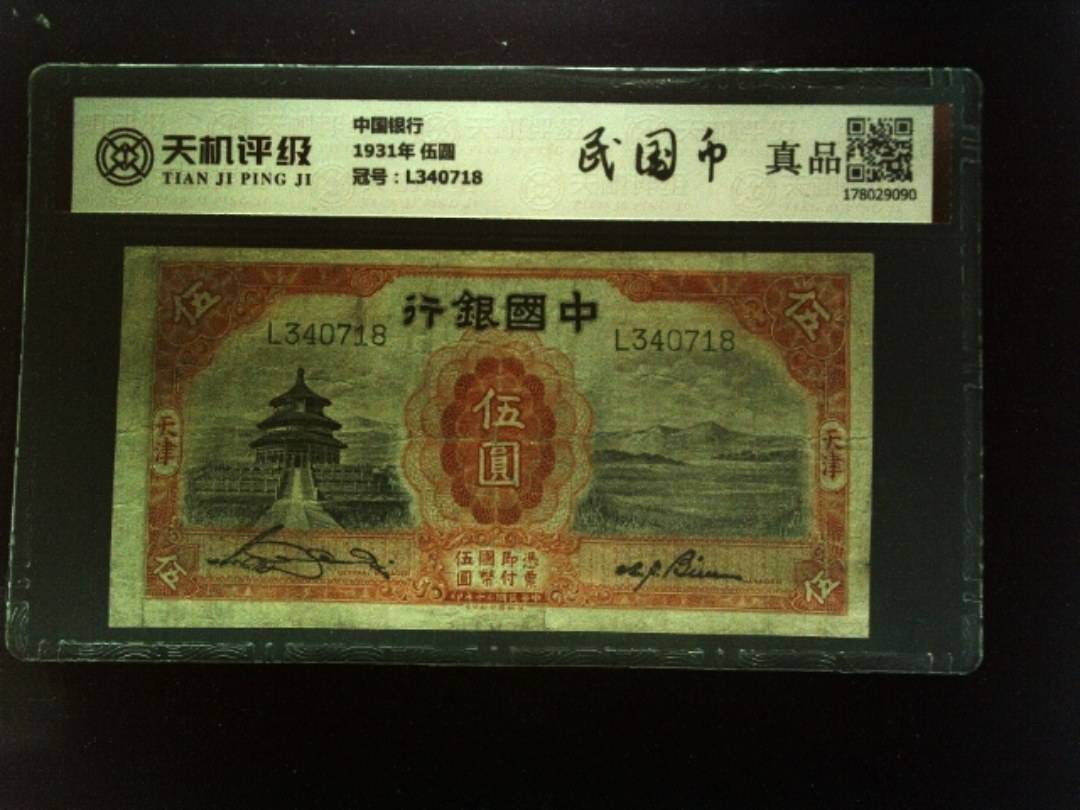 天机评级
TIAN JI PING JI
中国银行
1931年 伍圆
冠号：L340718
民国币
真品
178029090
伍
行銀國中
伍
L340718
L340718
伍
圓
天津
天津
憑票
即付
國幣
伍圓
伍
伍